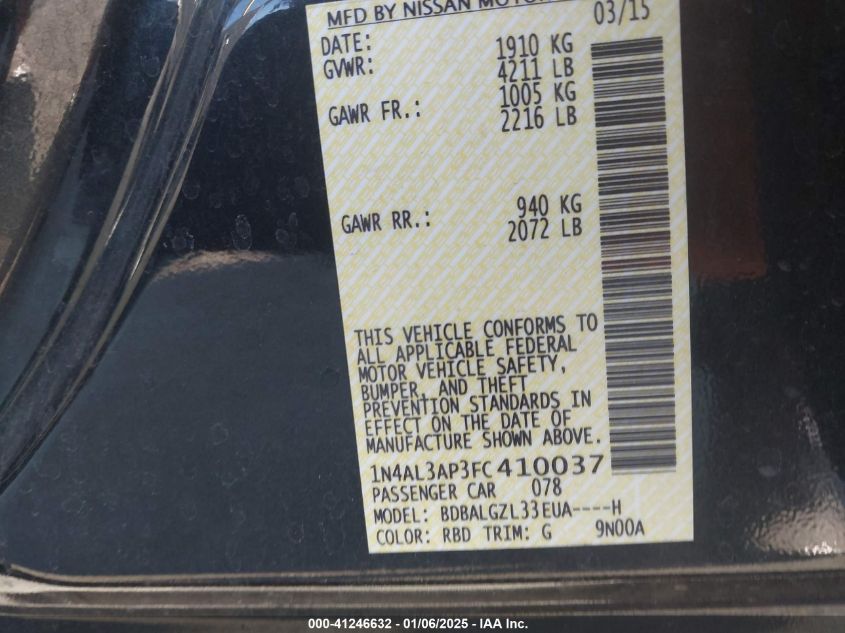 MFD BY NISSAN MOTOR
DATE: 03/15
GVWR: 1910 KG
4211 LB
GAWR FR.: 1005 KG
2216 LB
GAWR RR.: 940 KG
2072 LB
THIS VEHICLE CONFORMS TO
ALL APPLICABLE FEDERAL
MOTOR VEHICLE SAFETY,
BUMPER, AND THEFT
PREVENTION STANDARDS IN
EFFECT ON THE DATE OF
MANUFACTURE SHOWN ABOVE.
1N4AL3AP3FC410037
PASSENGER CAR 078
MODEL: BDBALGZL33EUA----H
COLOR: RBD TRIM: G 9N00A
000-41246632 - 01/06/2025 - IAA Inc.